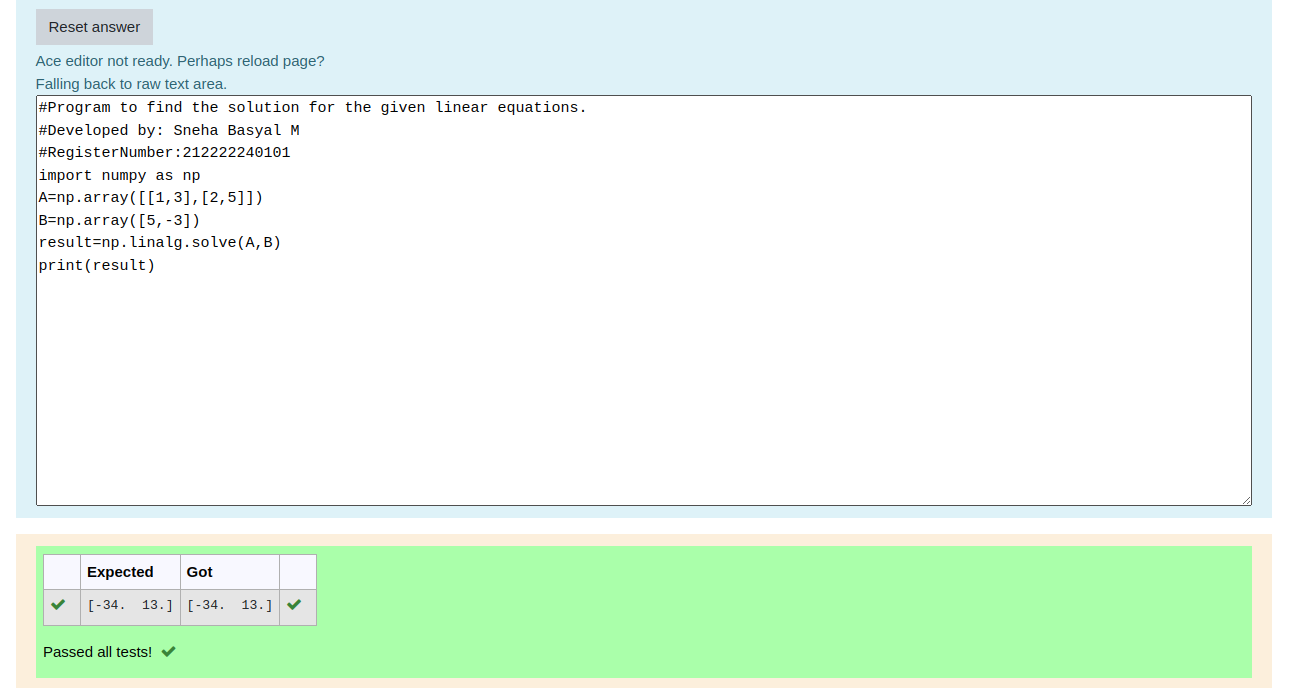 Reset answer
Ace editor not ready. Perhaps reload page?
Falling back to raw text area.
#Program to find the solution for the given linear equations.
#Developed by: Sneha Basyal M
#RegisterNumber:212222240101
import numpy as np
A=np.array([[1,3],[2,5]])
B=np.array([5,-3])
result=np.linalg.solve(A,B)
print(result)
Expected Got
[-34.  13.] [-34.  13.]
Passed all tests!